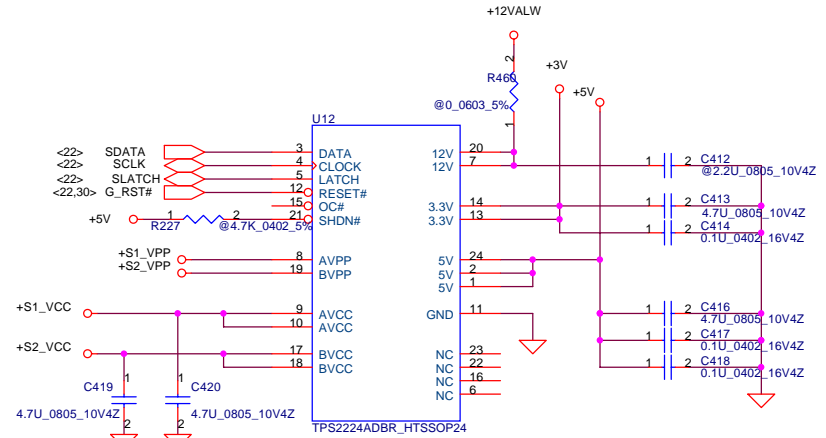 +12VALW
+3V
+5V
R460
@0_0603_5%
2
1
U12
<22> SDATA 3 DATA
<22> SCLK 4 CLOCK
<22> SLATCH 5 LATCH
<22,30> G_RST# 12 RESET#
15 OC#
+5V 1 2 21 SHDN#
R227 @4.7K_0402_5%
+S1_VPP 8 AVPP
+S2_VPP 19 BVPP
+S1_VCC 9 AVCC
10 AVCC
+S2_VCC 17 BVCC
18 BVCC
12V 20
12V 7
3.3V 14
3.3V 13
5V 24
5V 2
5V 1
GND 11
NC 23
NC 22
NC 16
NC 6
1 2 C412
@2.2U_0805_10V4Z
1 2 C413
4.7U_0805_10V4Z
1 2 C414
0.1U_0402_16V4Z
1 2 C416
4.7U_0805_10V4Z
1 2 C417
0.1U_0402_16V4Z
1 2 C418
0.1U_0402_16V4Z
C419 1
4.7U_0805_10V4Z
2
1 C420
4.7U_0805_10V4Z
2
TPS2224ADBR_HTSSOP24